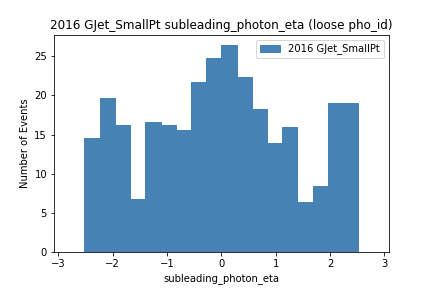 2016 GJet_SmallPt subleading_photon_eta (loose pho_id)
2016 GJet_SmallPt
Number of Events
25
20
15
10
5
0
−3 −2 −1 0 1 2 3
subleading_photon_eta